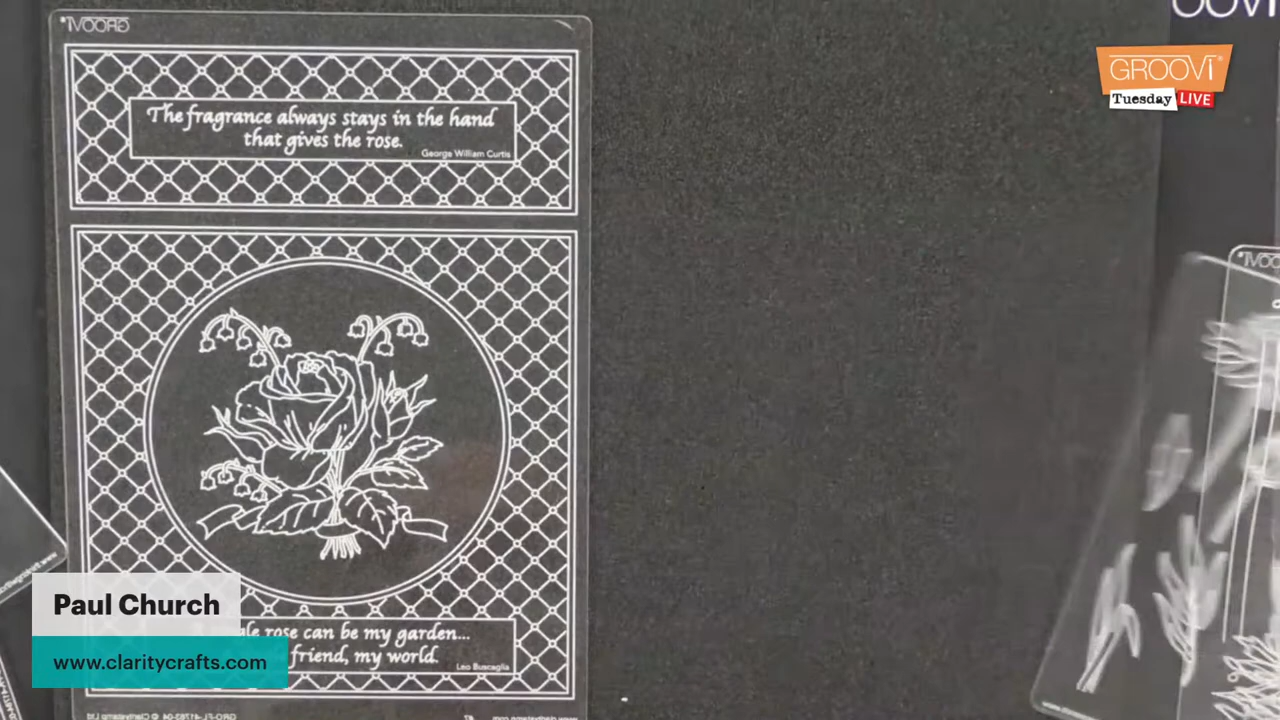 GROOVI
The fragrance always stays in the hand
that gives the rose.
George William Curtis
rose can be my garden...
friend, my world.
Leo Buscaglia
GROOVI
Tuesday LIVE
Paul Church
www.claritycrafts.com